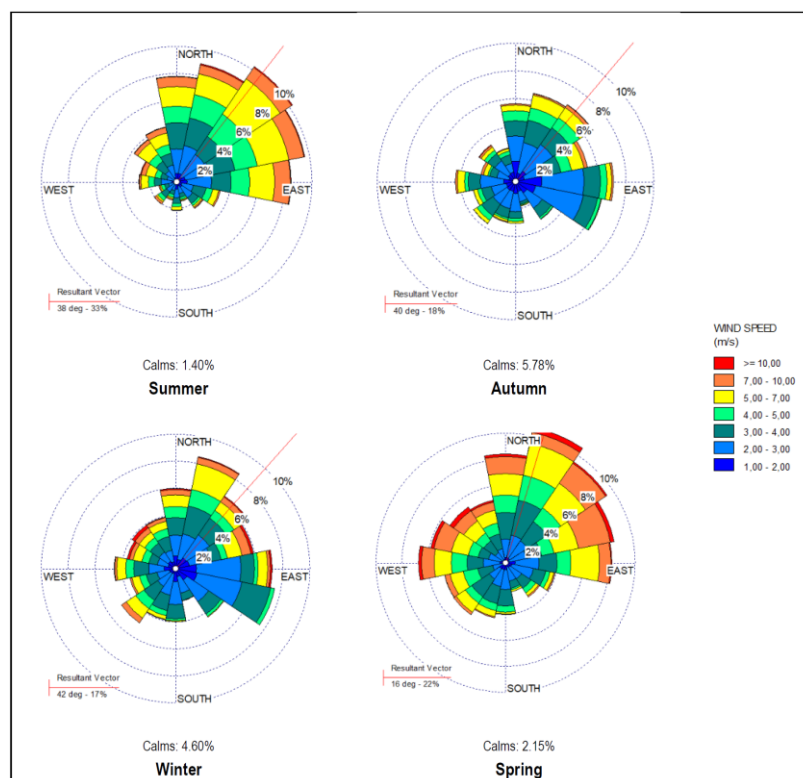 NORTH
10%
8%
6%
4%
2%
WEST
EAST
SOUTH
Resultant Vector
38 deg - 33%
Calms: 1.40%
Summer
NORTH
10%
8%
6%
4%
2%
WEST
EAST
SOUTH
Resultant Vector
40 deg - 18%
Calms: 5.78%
Autumn
WIND SPEED
(m/s)
>= 10,00
7,00 - 10,00
5,00 - 7,00
4,00 - 5,00
3,00 - 4,00
2,00 - 3,00
1,00 - 2,00
NORTH
10%
8%
6%
4%
2%
WEST
EAST
SOUTH
Resultant Vector
42 deg - 17%
Calms: 4.60%
Winter
NORTH
10%
8%
6%
4%
2%
WEST
EAST
SOUTH
Resultant Vector
16 deg - 22%
Calms: 2.15%
Spring